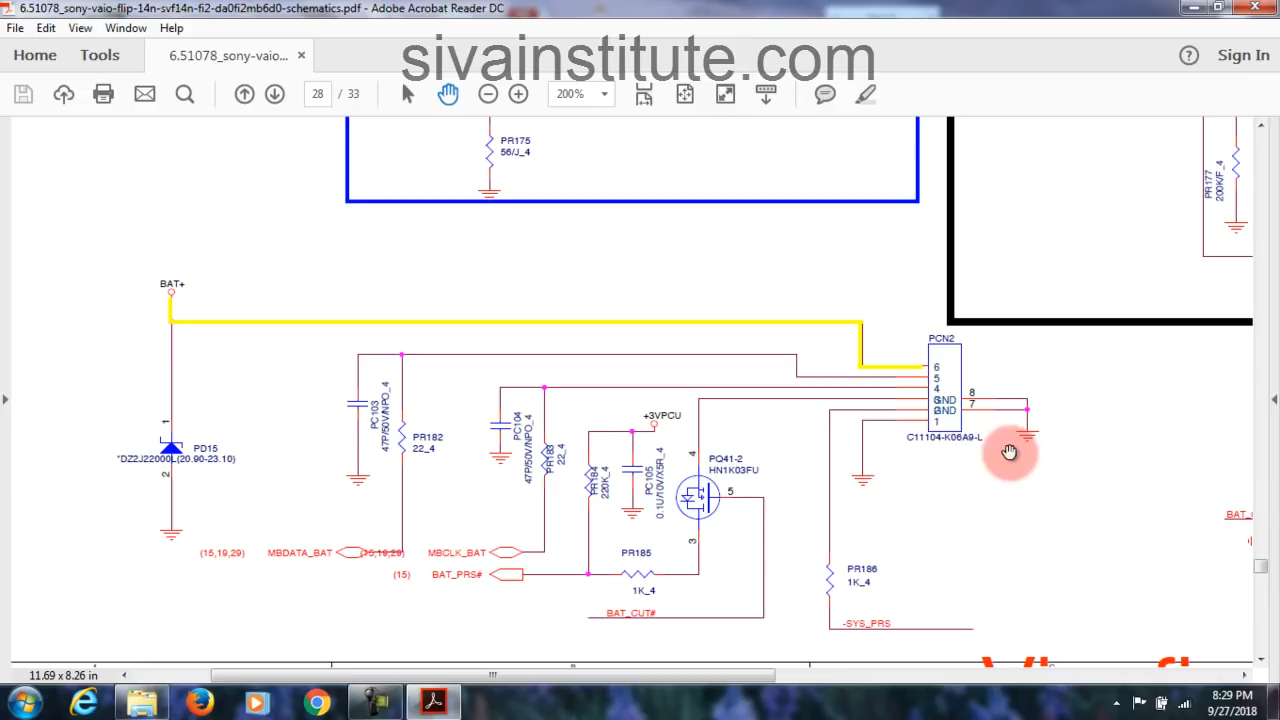 6.51078_sony-vaio-flip-14n-svf14n-fi2-da0fi2mb6d0-schematics.pdf - Adobe Acrobat Reader DC
File Edit View Window Help
sivainstitute.com
Home Tools 6.51078_sony-vaio... × Sign In
28 / 33 200%
PR175
56/J_4
PR177
200K/F_4
BAT+
PCN2
6
5
4
GND
GND
1
8
7
C11104-K06A9-L
PC103
47P/50V/NPO_4
PR182
22_4
PC104
47P/50V/NPO_4
PR183
22_4
+3VPCU
PR184
220K_4
PC105
0.1U/10V/X5R_4
4
PQ41-2
HN1K03FU
5
3
1
PD15
*DZ2J22000L(20.90-23.10)
2
(15,19,29) MBDATA_BAT
(15,19,29) MBCLK_BAT
(15) BAT_PRS#
PR185
1K_4
BAT_CUT#
PR186
1K_4
-SYS_PRS
11.69 x 8.26 in
8:29 PM
9/27/2018